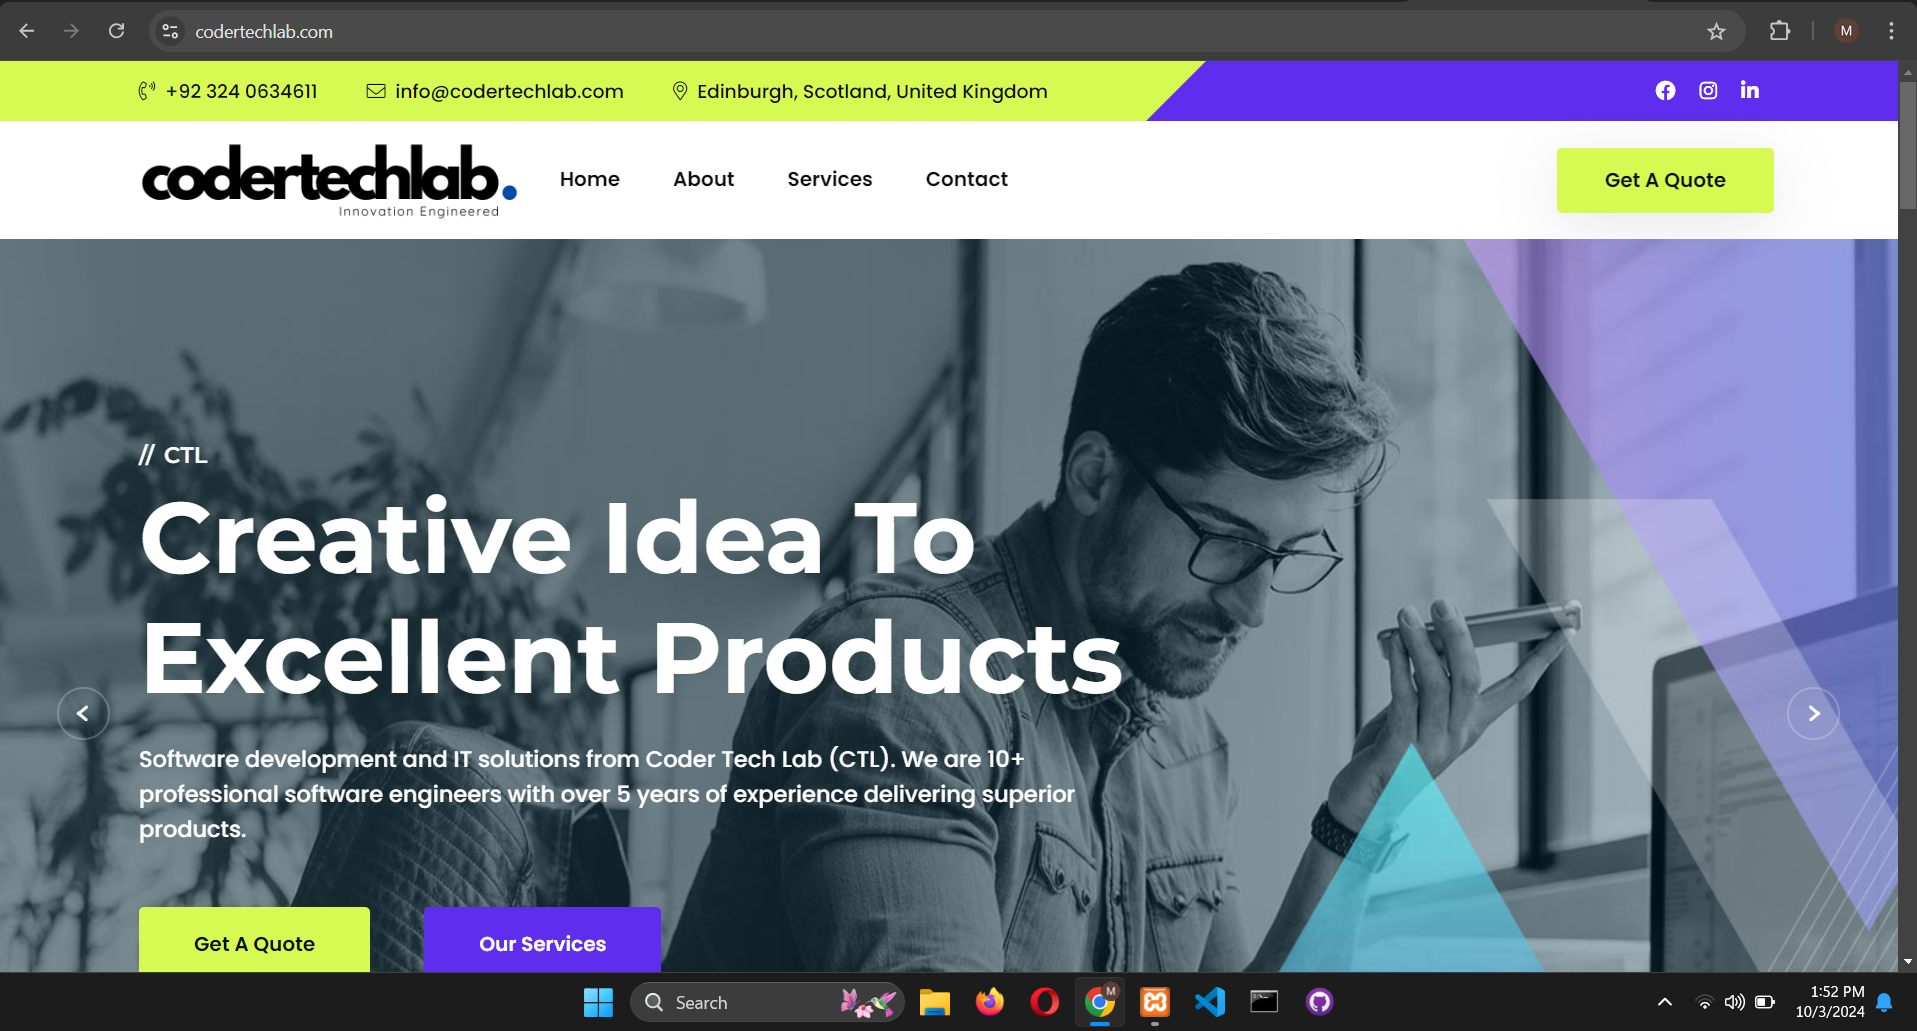 codertechlab.com
M
+92 324 0634611
info@codertechlab.com
Edinburgh, Scotland, United Kingdom
codertechlab.
Innovation Engineered
Home
About
Services
Contact
Get A Quote
// CTL
Creative Idea To
Excellent Products
Software development and IT solutions from Coder Tech Lab (CTL). We are 10+
professional software engineers with over 5 years of experience delivering superior
products.
Get A Quote
Our Services
Search
M
1:52 PM
10/3/2024